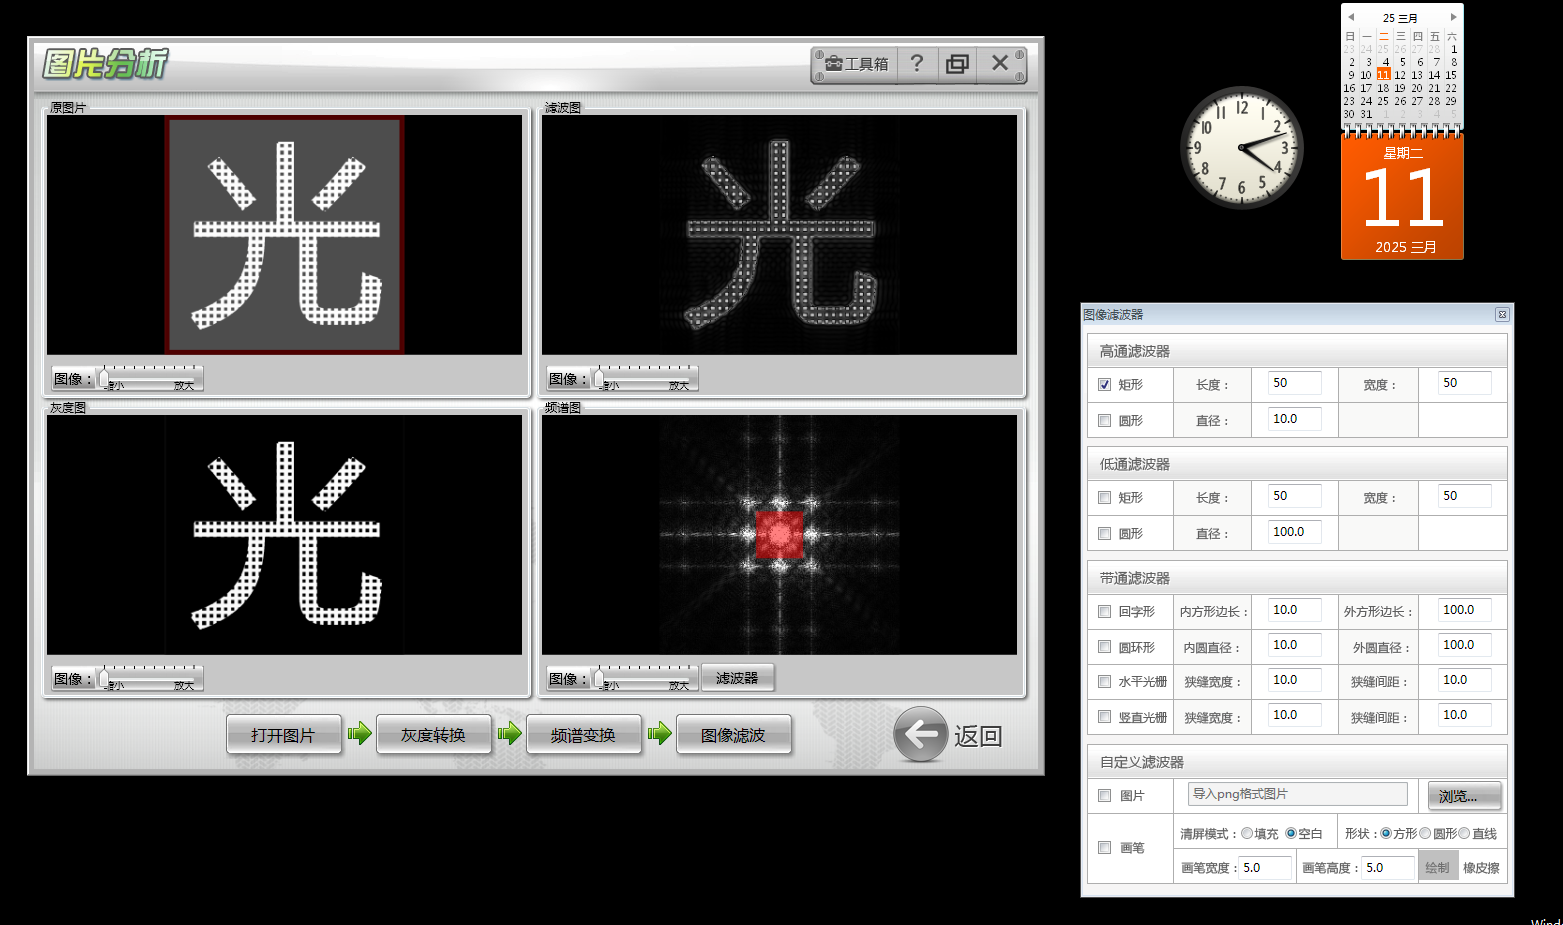 图片分析
工具箱 ?
原图片
光
图像：缩小 放大
滤波图
光
图像：缩小 放大
灰度图
光
图像：缩小 放大
频谱图
图像：缩小 放大 滤波器
打开图片 灰度转换 频谱变换 图像滤波 返回
12 1 2 3 4 5 6 7 8 9 10 11
25 三月
日 一 二 三 四 五 六
23 24 25 26 27 28 1
2 3 4 5 6 7 8
9 10 11 12 13 14 15
16 17 18 19 20 21 22
23 24 25 26 27 28 29
30 31 1 2 3 4 5
星期二
11
2025 三月
图像滤波器
高通滤波器
矩形 长度： 50 宽度： 50
圆形 直径： 10.0
低通滤波器
矩形 长度： 50 宽度： 50
圆形 直径： 100.0
带通滤波器
回字形 内方形边长： 10.0 外方形边长： 100.0
圆环形 内圆直径： 10.0 外圆直径： 100.0
水平光栅 狭缝宽度： 10.0 狭缝间距： 10.0
竖直光栅 狭缝宽度： 10.0 狭缝间距： 10.0
自定义滤波器
图片 导入png格式图片 浏览...
画笔 清屏模式：填充 空白 形状：方形 圆形 直线
画笔宽度：5.0 画笔高度：5.0 绘制 橡皮擦